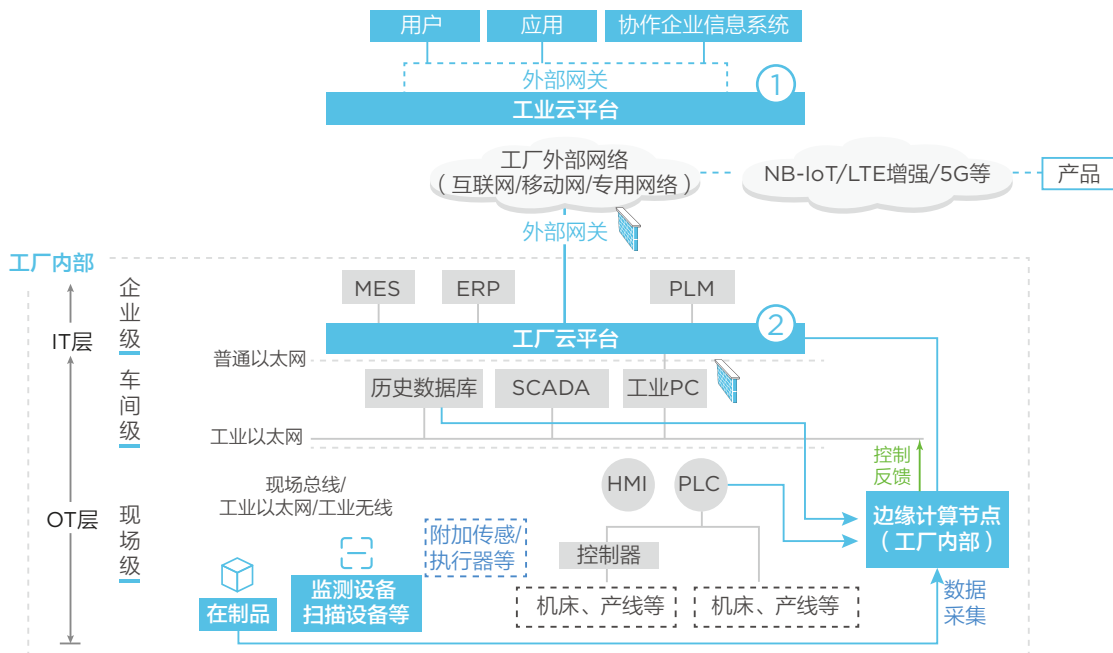 用户
应用
协作企业信息系统
外部网关
①
工业云平台
工厂外部网络
（互联网/移动网/专用网络）
NB-IoT/LTE增强/5G等
产品
外部网关
工厂内部
企业级
MES
ERP
PLM
②
IT层
工厂云平台
普通以太网
车间级
历史数据库
SCADA
工业PC
工业以太网
控制
反馈
现场总线/
工业以太网/工业无线
HMI
PLC
OT层
现场级
附加传感/
执行器等
边缘计算节点
（工厂内部）
控制器
监测设备
扫描设备等
在制品
机床、产线等
机床、产线等
数据
采集